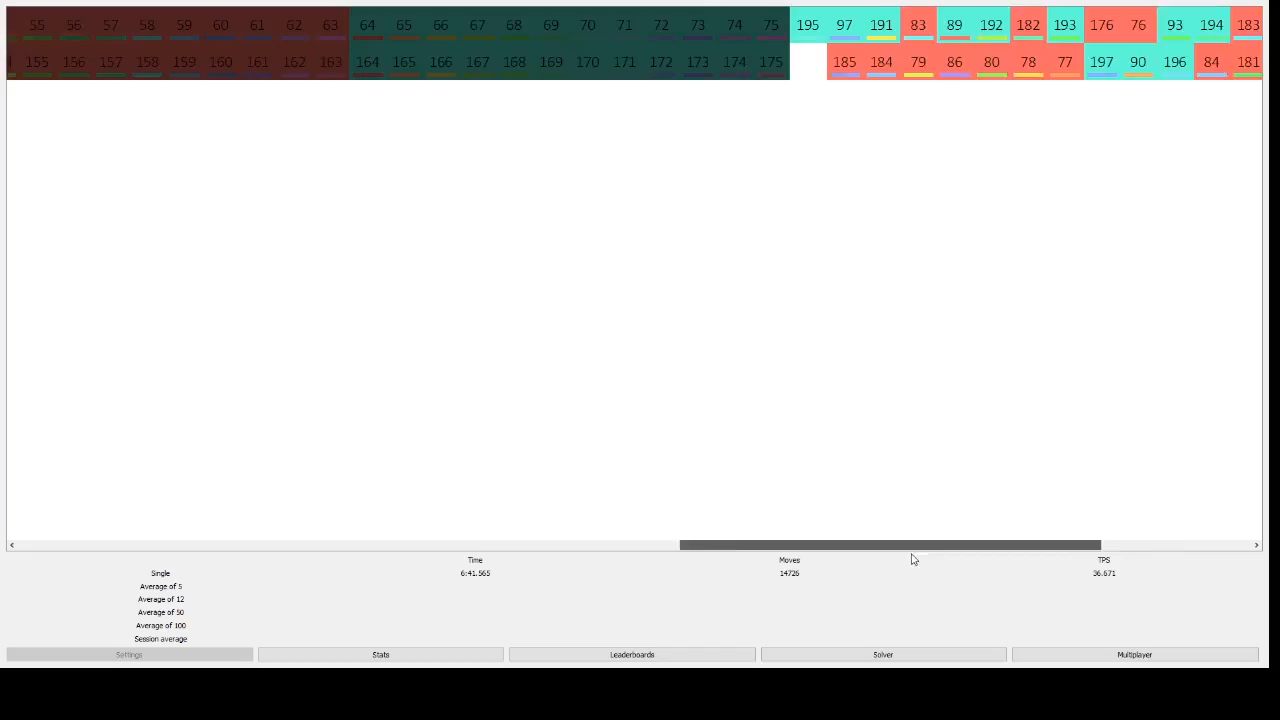 55 56 57 58 59 60 61 62 63 64 65 66 67 68 69 70 71 72 73 74 75 195 97 191 83 89 192 182 193 176 76 93 194 183
155 156 157 158 159 160 161 162 163 164 165 166 167 168 169 170 171 172 173 174 175 185 184 79 86 80 78 77 197 90 196 84 181
Time Moves TPS
Single 6:41.565 14726 36.671
Average of 5
Average of 12
Average of 50
Average of 100
Session average
Settings Stats Leaderboards Solver Multiplayer